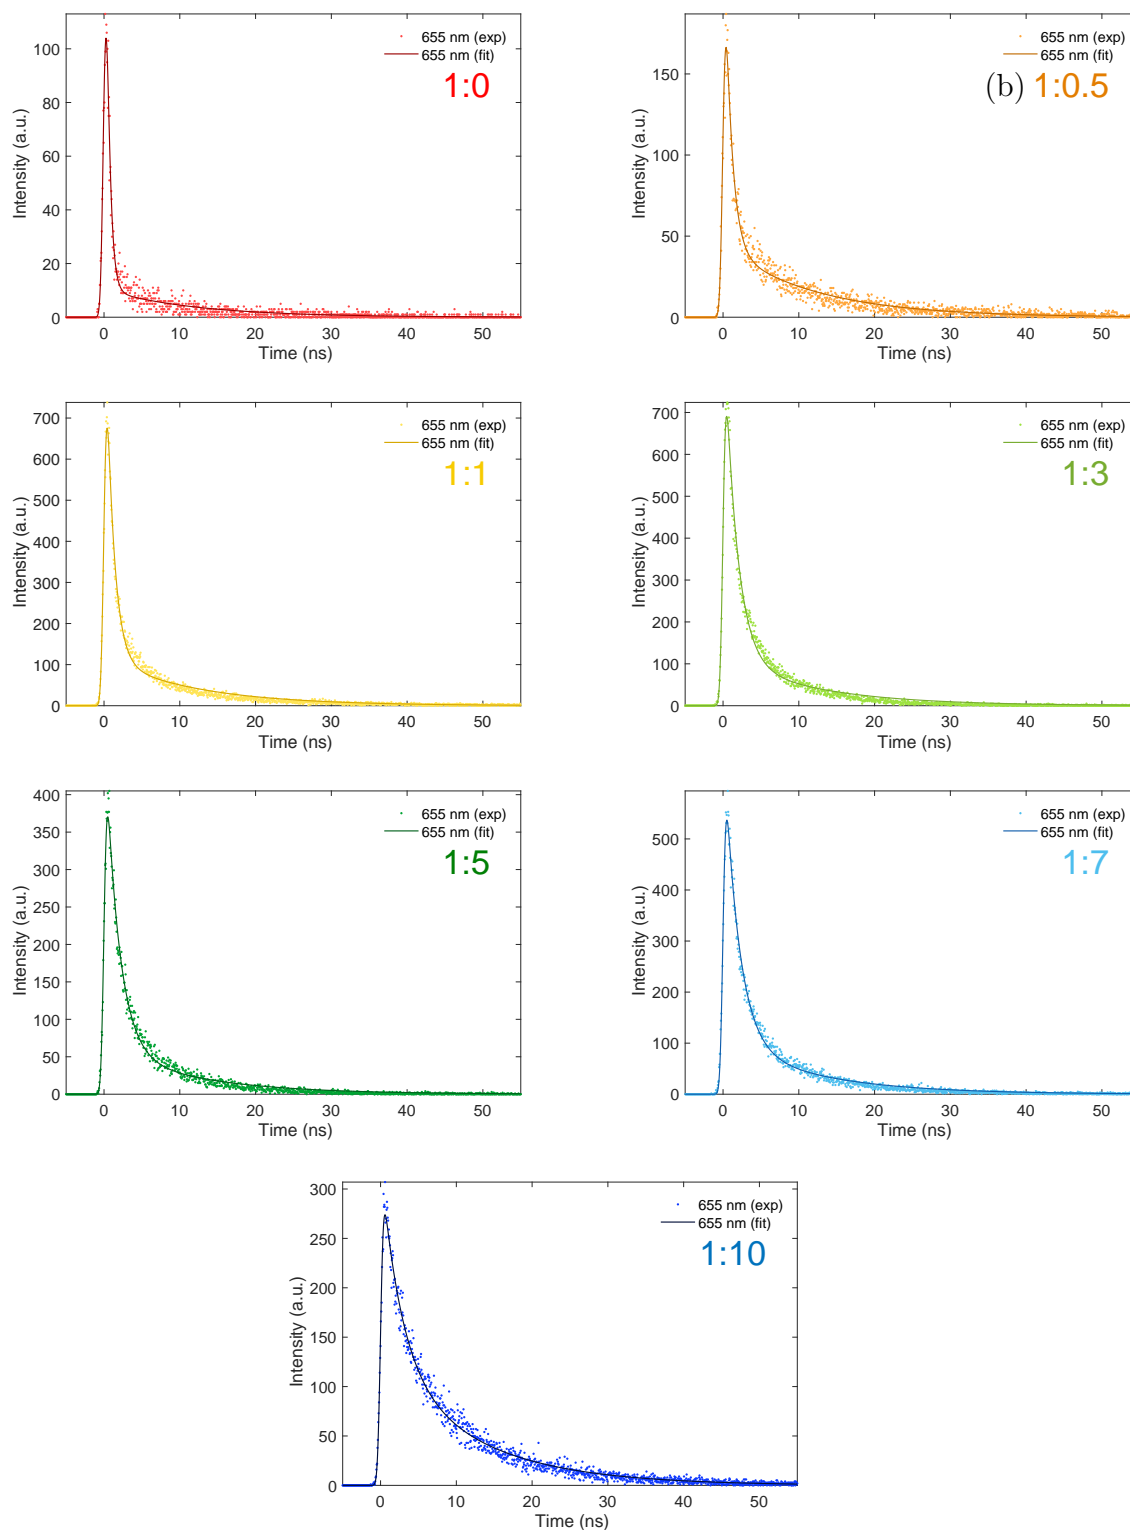 655 nm (exp)
655 nm (fit)
1:0
Intensity (a.u.)
100
80
60
40
20
0
0 10 20 30 40 50
Time (ns)
655 nm (exp)
655 nm (fit)
(b) 1:0.5
Intensity (a.u.)
150
100
50
0
0 10 20 30 40 50
Time (ns)
655 nm (exp)
655 nm (fit)
1:1
Intensity (a.u.)
700
600
500
400
300
200
100
0
0 10 20 30 40 50
Time (ns)
655 nm (exp)
655 nm (fit)
1:3
Intensity (a.u.)
700
600
500
400
300
200
100
0
0 10 20 30 40 50
Time (ns)
655 nm (exp)
655 nm (fit)
1:5
Intensity (a.u.)
400
350
300
250
200
150
100
50
0
0 10 20 30 40 50
Time (ns)
655 nm (exp)
655 nm (fit)
1:7
Intensity (a.u.)
500
400
300
200
100
0
0 10 20 30 40 50
Time (ns)
655 nm (exp)
655 nm (fit)
1:10
Intensity (a.u.)
300
250
200
150
100
50
0
0 10 20 30 40 50
Time (ns)